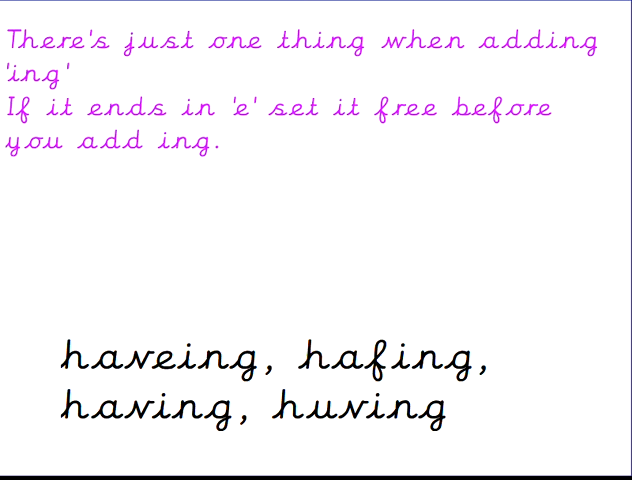 There's just one thing when adding
'ing'
If it ends in 'e' set it free before
you add ing.
haveing, hafing,
having, huving